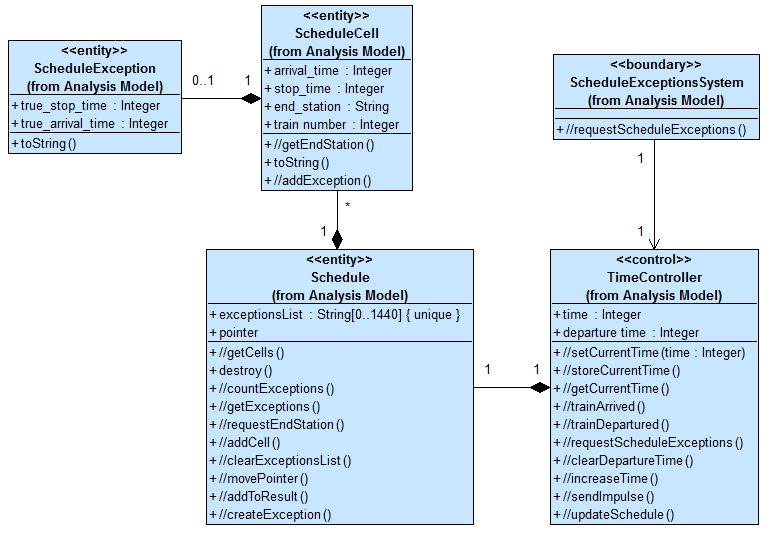 <<entity>>
ScheduleException
(from Analysis Model)
+ true_stop_time : Integer
+ true_arrival_time : Integer
+ toString()
0..1
1
<<entity>>
ScheduleCell
(from Analysis Model)
+ arrival_time : Integer
+ stop_time : Integer
+ end_station : String
+ train number : Integer
+ //getEndStation()
+ toString()
+ //addException()
<<boundary>>
ScheduleExceptionsSystem
(from Analysis Model)
+ //requestScheduleExceptions()
1
1
*
1
<<entity>>
Schedule
(from Analysis Model)
+ exceptionsList : String[0..1440] { unique }
+ pointer
+ //getCells()
+ destroy()
+ //countExceptions()
+ //getExceptions()
+ //requestEndStation()
+ //addCell()
+ //clearExceptionsList()
+ //movePointer()
+ //addToResult()
+ //createException()
1
1
<<control>>
TimeController
(from Analysis Model)
+ time : Integer
+ departure time : Integer
+ //setCurrentTime(time : Integer)
+ //storeCurrentTime()
+ //getCurrentTime()
+ //trainArrived()
+ //trainDepartured()
+ //requestScheduleExceptions()
+ //clearDepartureTime()
+ //increaseTime()
+ //sendImpulse()
+ //updateSchedule()